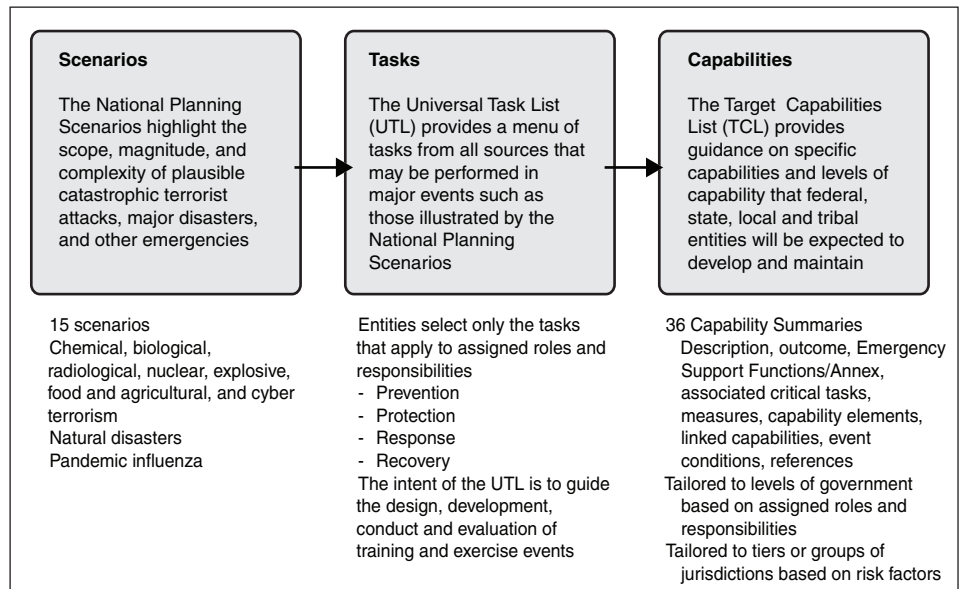 Scenarios
The National Planning
Scenarios highlight the
scope, magnitude, and
complexity of plausible
catastrophic terrorist
attacks, major disasters,
and other emergencies
15 scenarios
Chemical, biological,
radiological, nuclear, explosive,
food and agricultural, and cyber
terrorism
Natural disasters
Pandemic influenza
Tasks
The Universal Task List
(UTL) provides a menu of
tasks from all sources that
may be performed in
major events such as
those illustrated by the
National Planning
Scenarios
Entities select only the tasks
that apply to assigned roles and
responsibilities
- Prevention
- Protection
- Response
- Recovery
The intent of the UTL is to guide
the design, development,
conduct and evaluation of
training and exercise events
Capabilities
The Target Capabilities
List (TCL) provides
guidance on specific
capabilities and levels of
capability that federal,
state, local and tribal
entities will be expected to
develop and maintain
36 Capability Summaries
Description, outcome, Emergency
Support Functions/Annex,
associated critical tasks,
measures, capability elements,
linked capabilities, event
conditions, references
Tailored to levels of government
based on assigned roles and
responsibilities
Tailored to tiers or groups of
jurisdictions based on risk factors